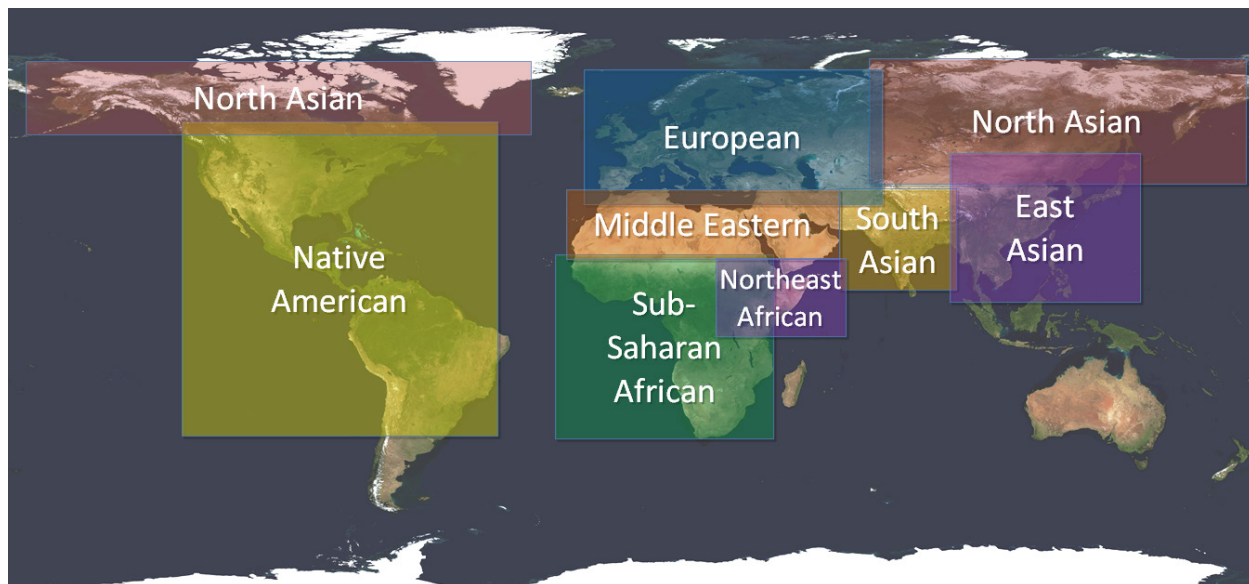 North Asian
European
North Asian
Native
American
Middle Eastern
South
Asian
East
Asian
Sub-
Saharan
African
Northeast
African